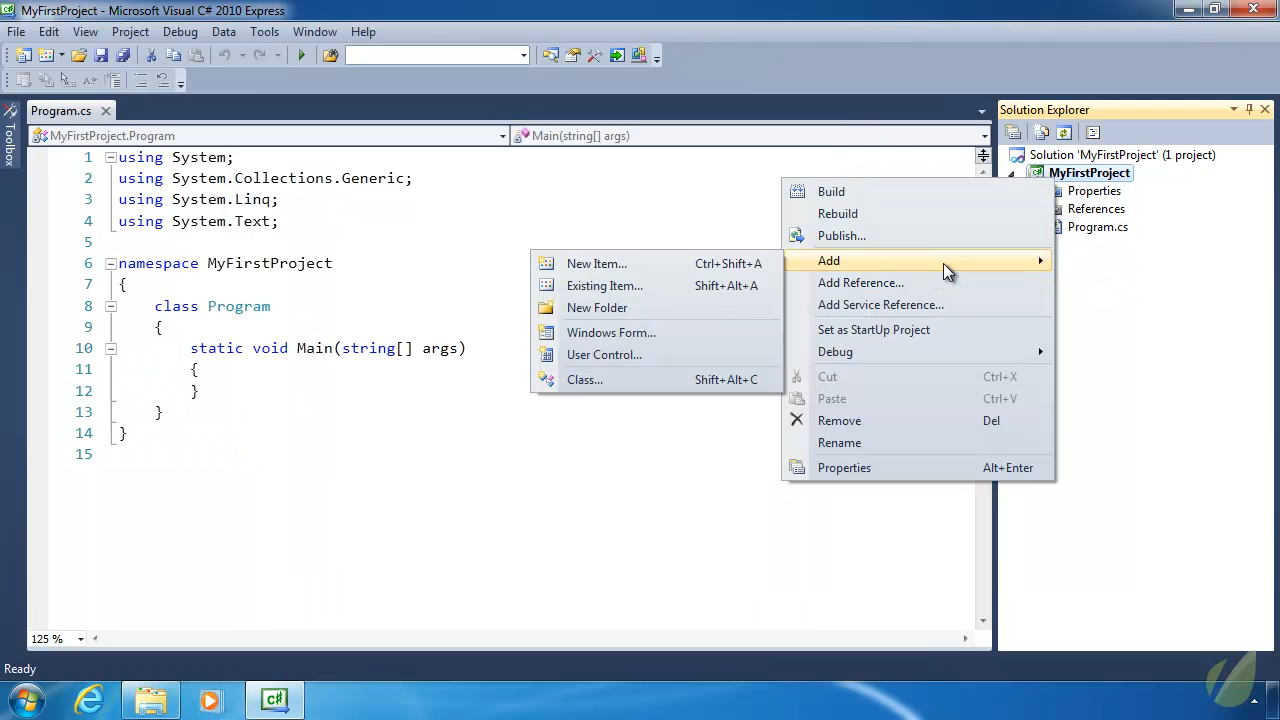 MyFirstProject - Microsoft Visual C# 2010 Express
File Edit View Project Debug Data Tools Window Help
Toolbox
Program.cs
MyFirstProject.Program
Main(string[] args)
1 using System;
2 using System.Collections.Generic;
3 using System.Linq;
4 using System.Text;
5
6 namespace MyFirstProject
7 {
8 class Program
9 {
10 static void Main(string[] args)
11 {
12 }
13 }
14 }
15
125 %
New Item... Ctrl+Shift+A
Existing Item... Shift+Alt+A
New Folder
Windows Form...
User Control...
Class... Shift+Alt+C
Build
Rebuild
Publish...
Add
Add Reference...
Add Service Reference...
Set as StartUp Project
Debug
Cut Ctrl+X
Paste Ctrl+V
Remove Del
Rename
Properties Alt+Enter
Solution Explorer
Solution 'MyFirstProject' (1 project)
C# MyFirstProject
Properties
References
Program.cs
Ready
C#